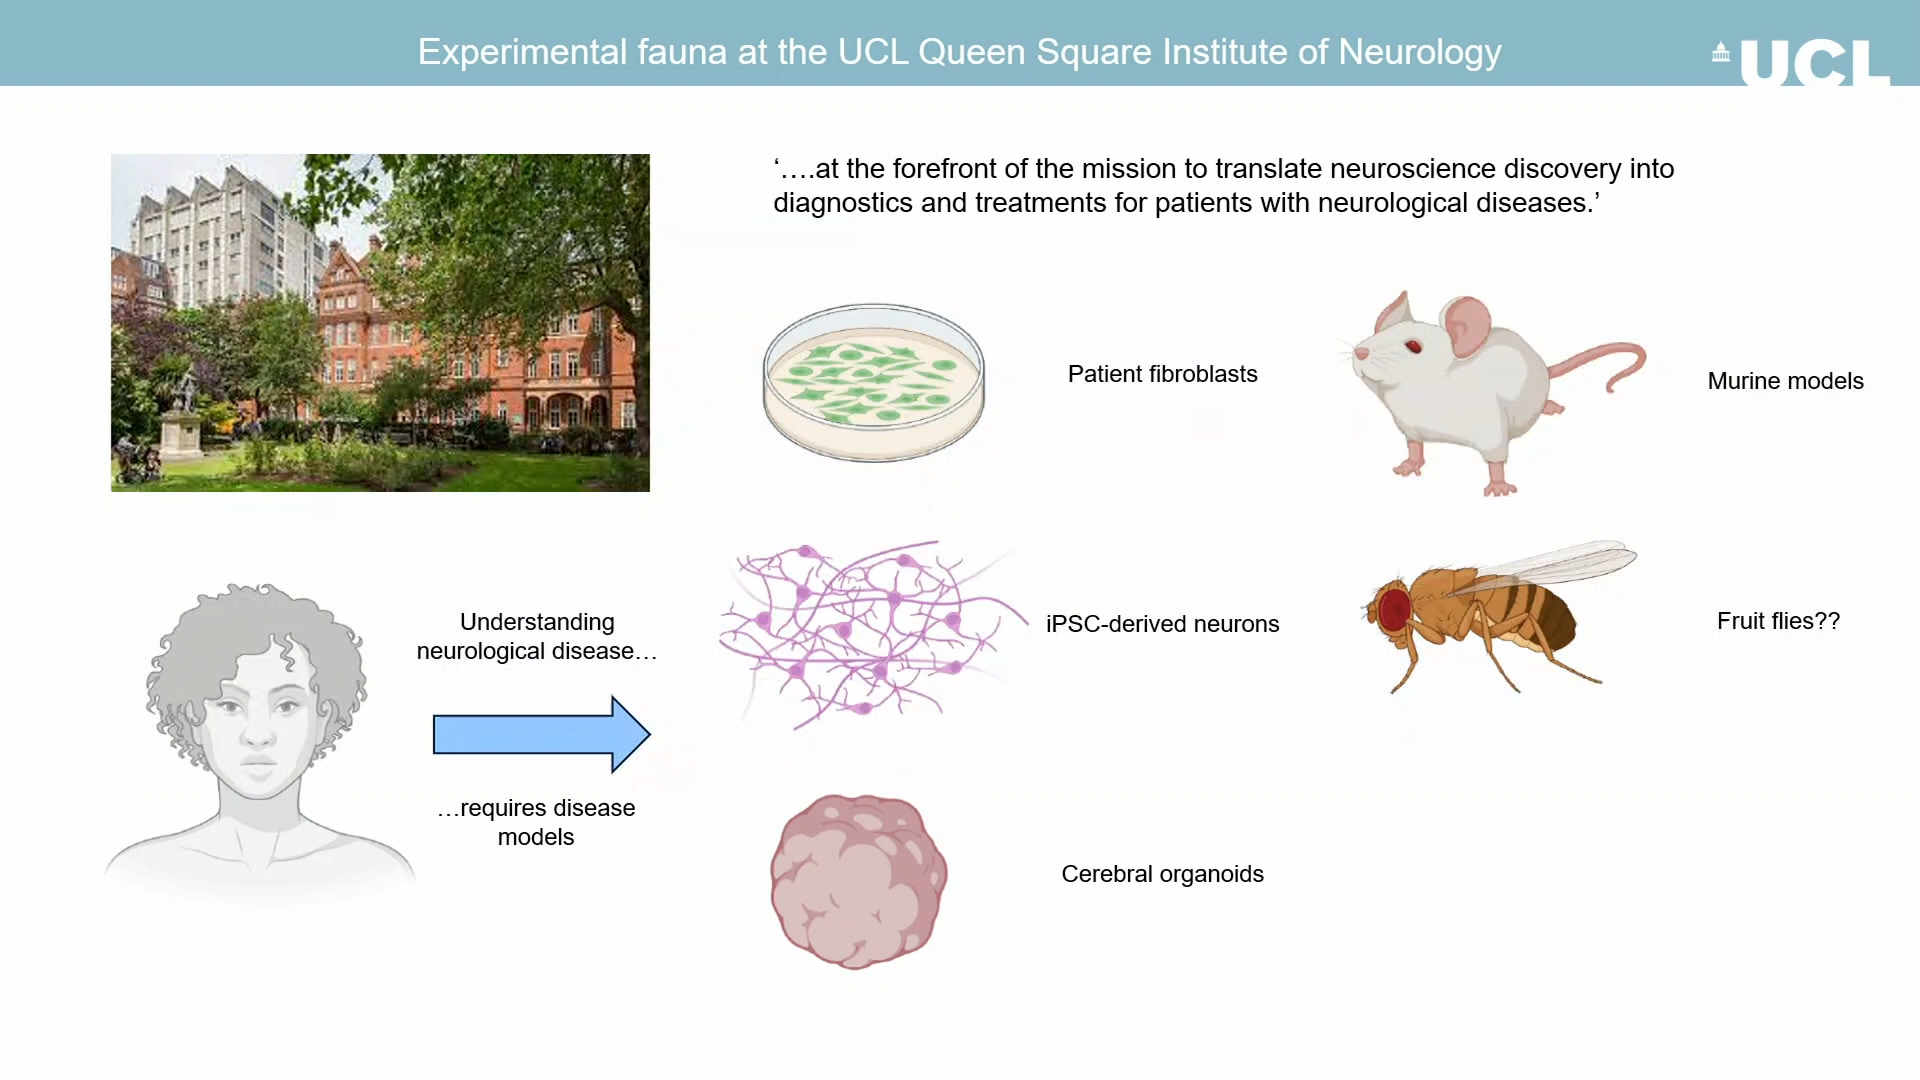 Experimental fauna at the UCL Queen Square Institute of Neurology
UCL
‘….at the forefront of the mission to translate neuroscience discovery into
diagnostics and treatments for patients with neurological diseases.’
Patient fibroblasts
Murine models
Understanding
neurological disease…
iPSC-derived neurons
Fruit flies??
…requires disease
models
Cerebral organoids